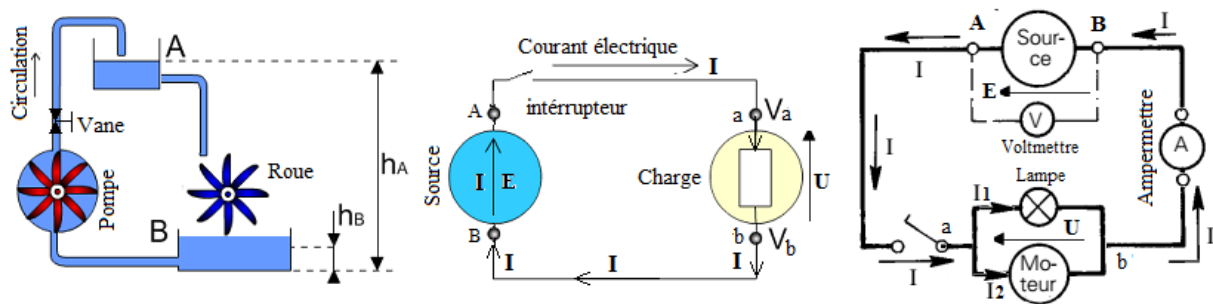 Circulation
A
Vane
Pompe
Roue
B
hA
hB
Courant électrique
I
intérrupteur
A
a
Va
Source
I
E
Charge
U
B
b
Vb
I
I
I
I
A
B
I
Sour-
ce
I
E
V
Voltmettre
Ampermettre
A
I
Lampe
I1
a
U
I
I2
Mo-
teur
b
I